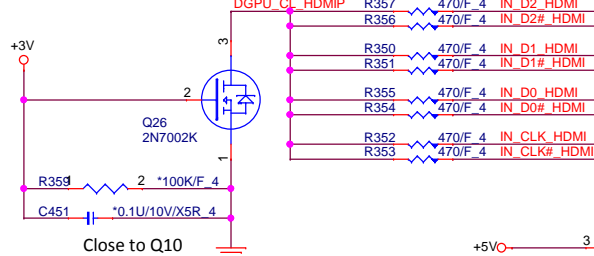 DGPU_CL_HDMIP R357 470/F_4 IN_D2_HDMI
R356 470/F_4 IN_D2#_HDMI
+3V
3
R350 470/F_4 IN_D1_HDMI
R351 470/F_4 IN_D1#_HDMI
2
R355 470/F_4 IN_D0_HDMI
R354 470/F_4 IN_D0#_HDMI
Q26
2N7002K
R352 470/F_4 IN_CLK_HDMI
R353 470/F_4 IN_CLK#_HDMI
1
R359 1 2 *100K/F_4
C451 *0.1U/10V/X5R_4
Close to Q10
+5V 3